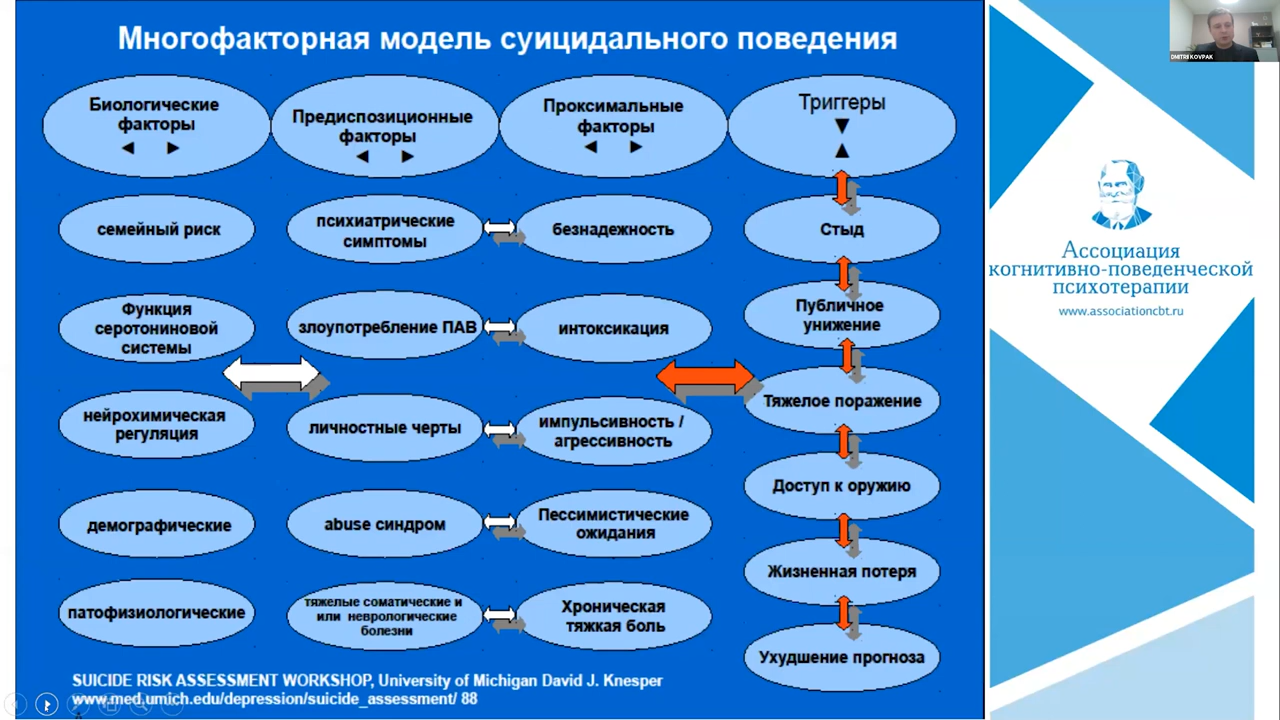 Многофакторная модель суицидального поведения
Биологические
факторы
Предиспозиционные
факторы
Проксимальные
факторы
Триггеры
семейный риск
психиатрические
симптомы
безнадежность
Стыд
Функция
серотониновой
системы
злоупотребление ПАВ
интоксикация
Публичное
унижение
нейрохимическая
регуляция
личностные черты
импульсивность /
агрессивность
Тяжелое поражение
демографические
abuse синдром
Пессимистические
ожидания
Доступ к оружию
патофизиологические
тяжелые соматические и
или неврологические
болезни
Хроническая
тяжкая боль
Жизненная потеря
Ухудшение прогноза
SUICIDE RISK ASSESSMENT WORKSHOP, University of Michigan David J. Knesper
www.med.umich.edu/depression/suicide_assessment/ 88
DMITRII KOVPAK
Ассоциация
когнитивно-поведенческой
психотерапии
www.associationcbt.ru